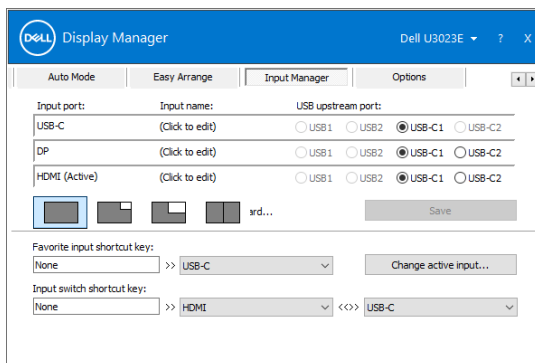 DELL Display Manager Dell U3023E ? X
Auto Mode Easy Arrange Input Manager Options
Input port: Input name: USB upstream port:
USB-C (Click to edit) USB1 USB2 USB-C1 USB-C2
DP (Click to edit) USB1 USB2 USB-C1 USB-C2
HDMI (Active) (Click to edit) USB1 USB2 USB-C1 USB-C2
ard... Save
Favorite input shortcut key:
None >> USB-C Change active input...
Input switch shortcut key:
None >> HDMI <<>> USB-C